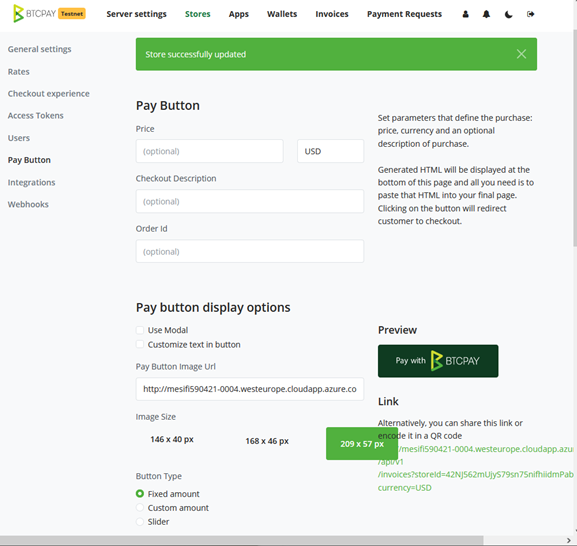 BTCPAY Testnet Server settings Stores Apps Wallets Invoices Payment Requests
General settings
Rates
Checkout experience
Access Tokens
Users
Pay Button
Integrations
Webhooks
Store successfully updated
Pay Button
Price
(optional) USD
Checkout Description
(optional)
Order Id
(optional)
Set parameters that define the purchase:
price, currency and an optional
description of purchase.
Generated HTML will be displayed at the
bottom of this page and all you need is to
paste that HTML into your final page.
Clicking on the button will redirect
customer to checkout.
Pay button display options
Use Modal
Customize text in button
Pay Button Image Url
http://mesifi590421-0004.westeurope.cloudapp.azure.co
Image Size
146 x 40 px 168 x 46 px 209 x 57 px
Button Type
Fixed amount
Custom amount
Slider
Preview
Pay with BTCPAY
Link
Alternatively, you can share this link or
encode it in a QR code
/mesifi590421-0004.westeurope.cloudapp.azu
/api/v1
/invoices?storeId=42NJ562mUjyS79sn75nifhiidmPab
currency=USD